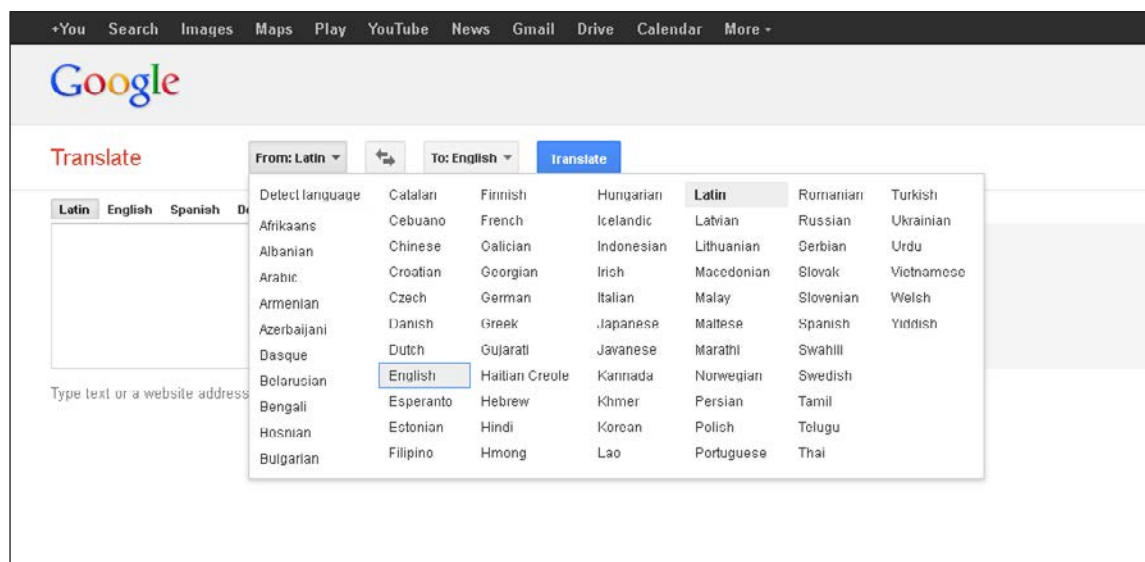 +You Search Images Maps Play YouTube News Gmail Drive Calendar More
Google
Translate From: Latin To: English Translate
Latin English Spanish
Type text or a website address
Detect language Catalan Finnish Hungarian Latin Romanian Turkish
Afrikaans Cebuano French Icelandic Latvian Russian Ukrainian
Albanian Chinese Galician Indonesian Lithuanian Serbian Urdu
Arabic Croatian Georgian Irish Macedonian Slovak Vietnamese
Armenian Czech German Italian Malay Slovenian Welsh
Azerbaijani Danish Greek Japanese Maltese Spanish Yiddish
Basque Dutch Gujarati Javanese Marathi Swahili
Belarusian English Haitian Creole Kannada Norwegian Swedish
Bengali Esperanto Hebrew Khmer Persian Tamil
Bosnian Estonian Hindi Korean Polish Telugu
Bulgarian Filipino Hmong Lao Portuguese Thai